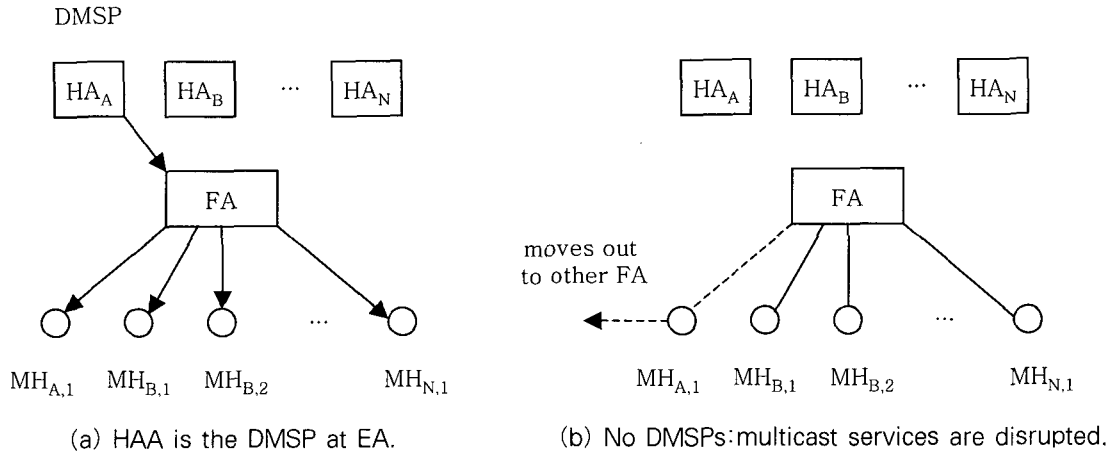 DMSP
HA_A HA_B ... HA_N
FA
MH_A,1 MH_B,1 MH_B,2 ... MH_N,1
(a) HAA is the DMSP at EA.
HA_A HA_B ... HA_N
FA
moves out
to other FA
MH_A,1 MH_B,1 MH_B,2 ... MH_N,1
(b) No DMSPs:multicast services are disrupted.